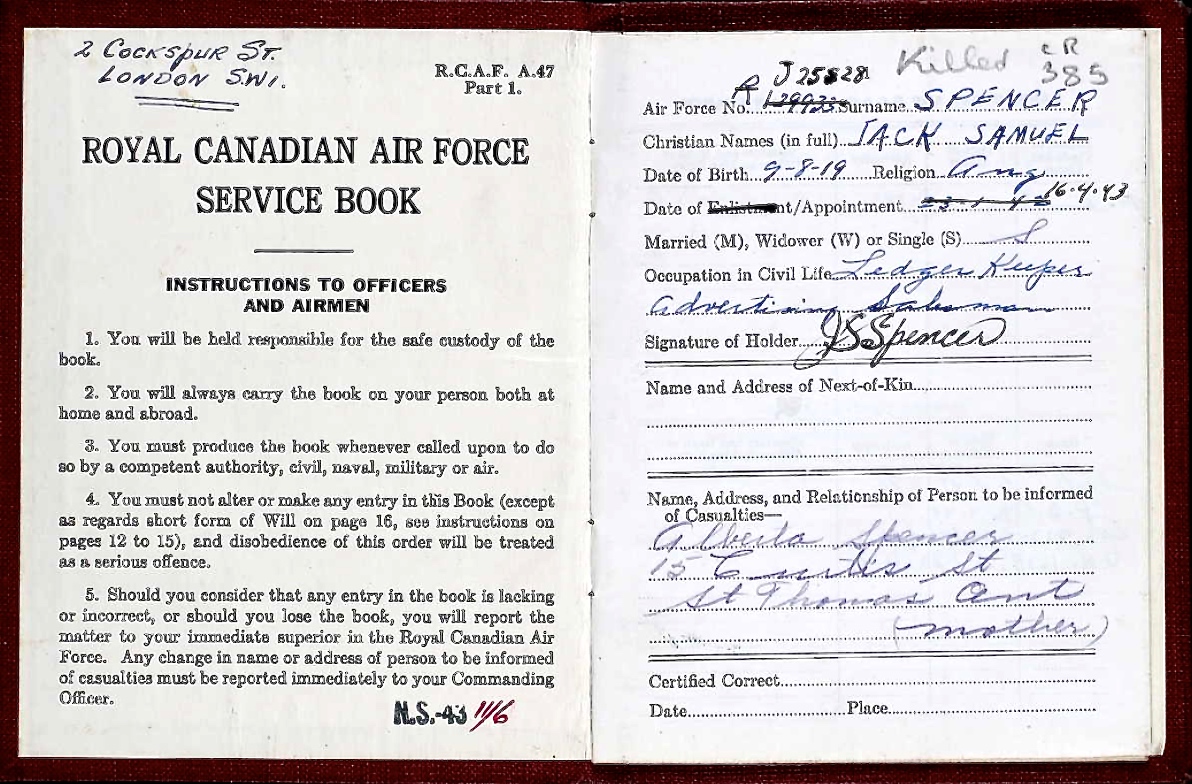 2 COCKSPUR ST.
LONDON S.W1.
R.C.A.F. A.47
Part 1.
ROYAL CANADIAN AIR FORCE
SERVICE BOOK
INSTRUCTIONS TO OFFICERS
AND AIRMEN
1. You will be held responsible for the safe custody of the
book.
2. You will always carry the book on your person both at
home and abroad.
3. You must produce the book whenever called upon to do
so by a competent authority, civil, naval, military or air.
4. You must not alter or make any entry in this Book (except
as regards short form of Will on page 16, see instructions on
pages 12 to 15), and disobedience of this order will be treated
as a serious offence.
5. Should you consider that any entry in the book is lacking
or incorrect, or should you lose the book, you will report the
matter to your immediate superior in the Royal Canadian Air
Force. Any change in name or address of person to be informed
of casualties must be reported immediately to your Commanding
Officer.
N.S.-43 11/6
Killed CR
385
J25828
Air Force No. R Surname SPENCER
Christian Names (in full) JACK SAMUEL
Date of Birth 9-8-19 Religion Ang
Date of Enlistment/Appointment 16.4.43
Married (M), Widower (W) or Single (S) S
Occupation in Civil Life Ledger Keeper
Advertising Salesman
Signature of Holder JSSpencer
Name and Address of Next-of-Kin
Name, Address, and Relationship of Person to be informed
of Casualties—
Alberta Spencer
15 Curtis St
St Thomas Ont
(mother)
Certified Correct
Date Place